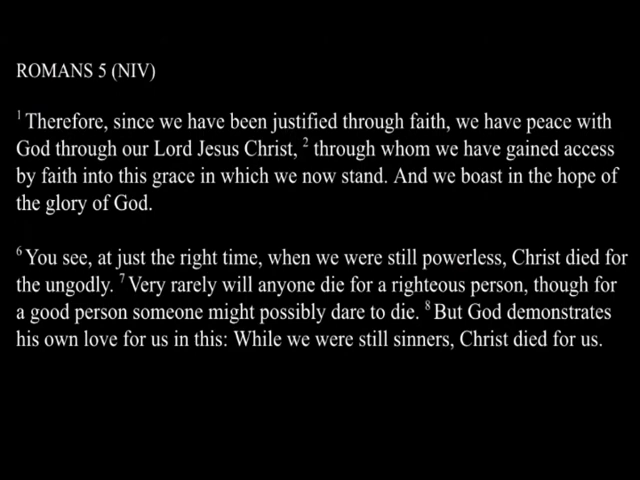 ROMANS 5 (NIV)
1 Therefore, since we have been justified through faith, we have peace with
God through our Lord Jesus Christ, 2 through whom we have gained access
by faith into this grace in which we now stand. And we boast in the hope of
the glory of God.
6 You see, at just the right time, when we were still powerless, Christ died for
the ungodly. 7 Very rarely will anyone die for a righteous person, though for
a good person someone might possibly dare to die. 8 But God demonstrates
his own love for us in this: While we were still sinners, Christ died for us.